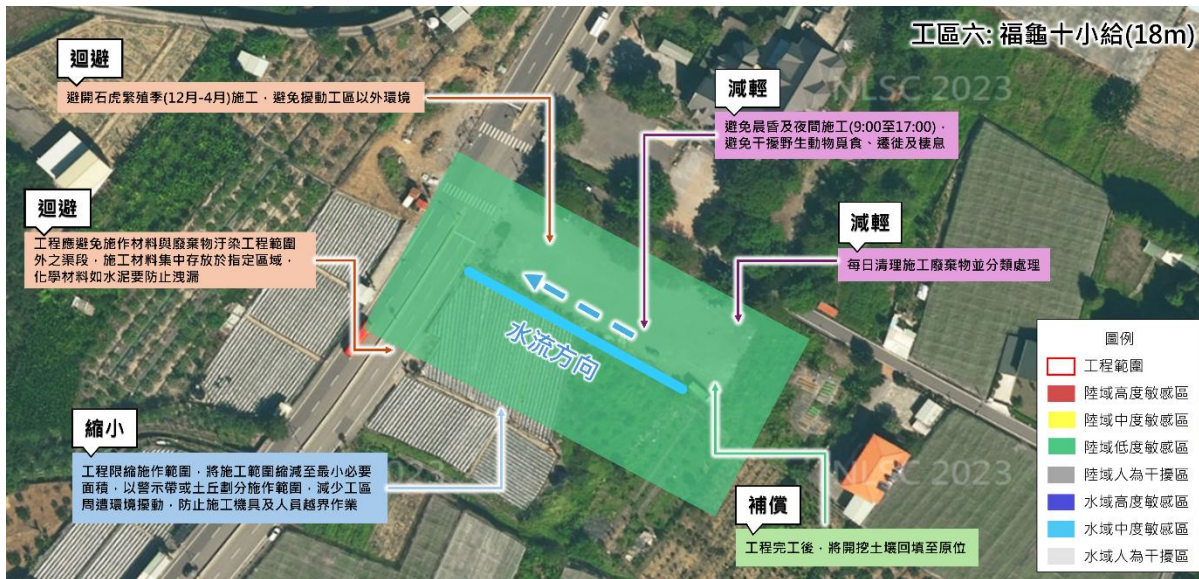 工區六: 福龜十小給(18m)
NLSC 2023
迴避
避開石虎繁殖季(12月-4月)施工，避免擾動工區以外環境
減輕
避免晨昏及夜間施工(9:00至17:00)，
避免干擾野生動物覓食、遷徙及棲息
迴避
工程應避免施作材料與廢棄物汙染工程範圍
外之渠段，施工材料集中存放於指定區域，
化學材料如水泥要防止洩漏
減輕
每日清理施工廢棄物並分類處理
水流方向
縮小
工程限縮施作範圍，將施工範圍縮減至最小必要
面積，以警示帶或土丘劃分施作範圍，減少工區
周遭環境擾動，防止施工機具及人員越界作業
2023
NLSC 2023
補償
工程完工後，將開挖土壤回填至原位
圖例
工程範圍
陸域高度敏感區
陸域中度敏感區
陸域低度敏感區
陸域人為干擾區
水域高度敏感區
水域中度敏感區
水域人為干擾區